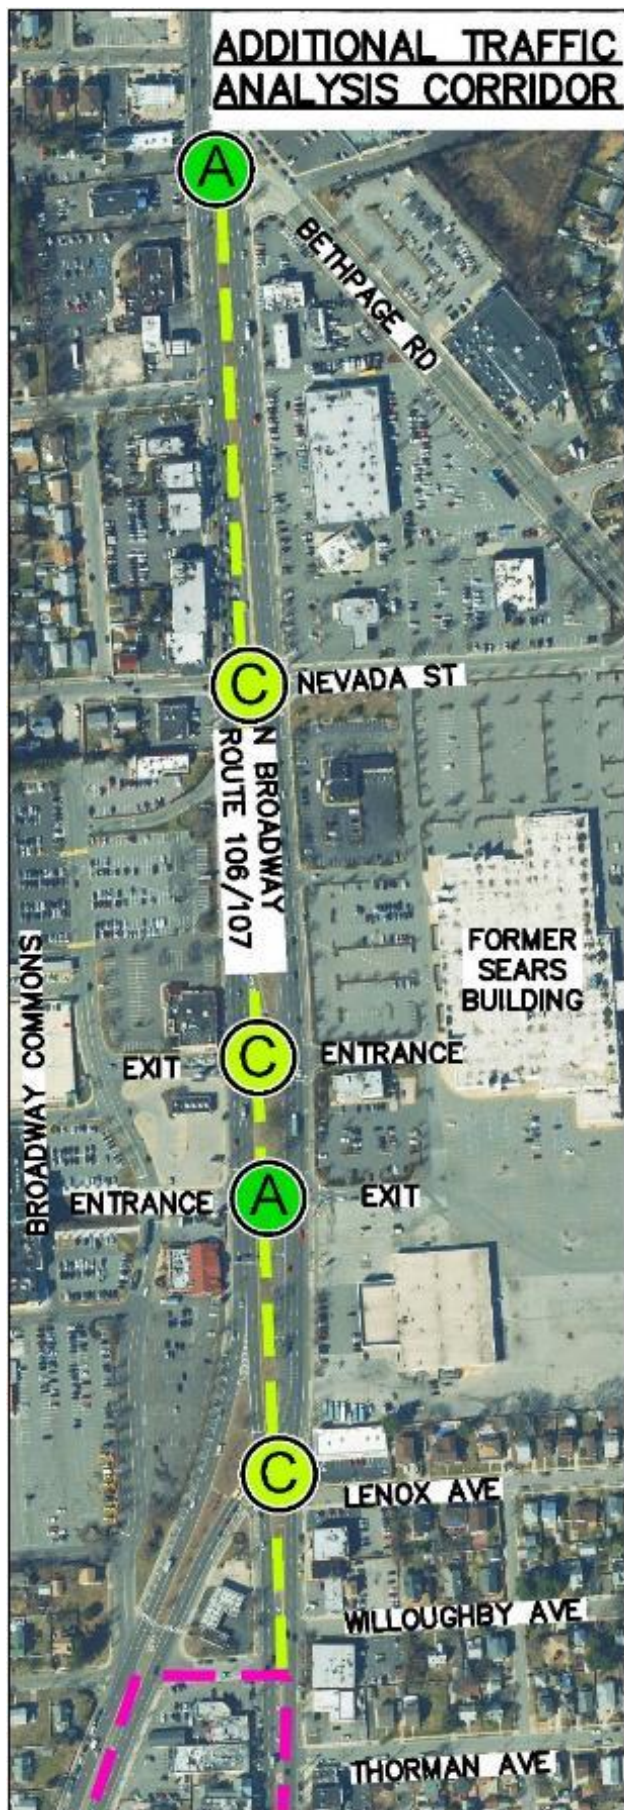 ADDITIONAL TRAFFIC
ANALYSIS CORRIDOR
A
BETHPAGE RD
C
NEVADA ST
N BROADWAY
ROUTE 106/107
FORMER
SEARS
BUILDING
BROADWAY COMMONS
EXIT
C
ENTRANCE
ENTRANCE
A
EXIT
C
LENOX AVE
WILLOUGHBY AVE
THORMAN AVE